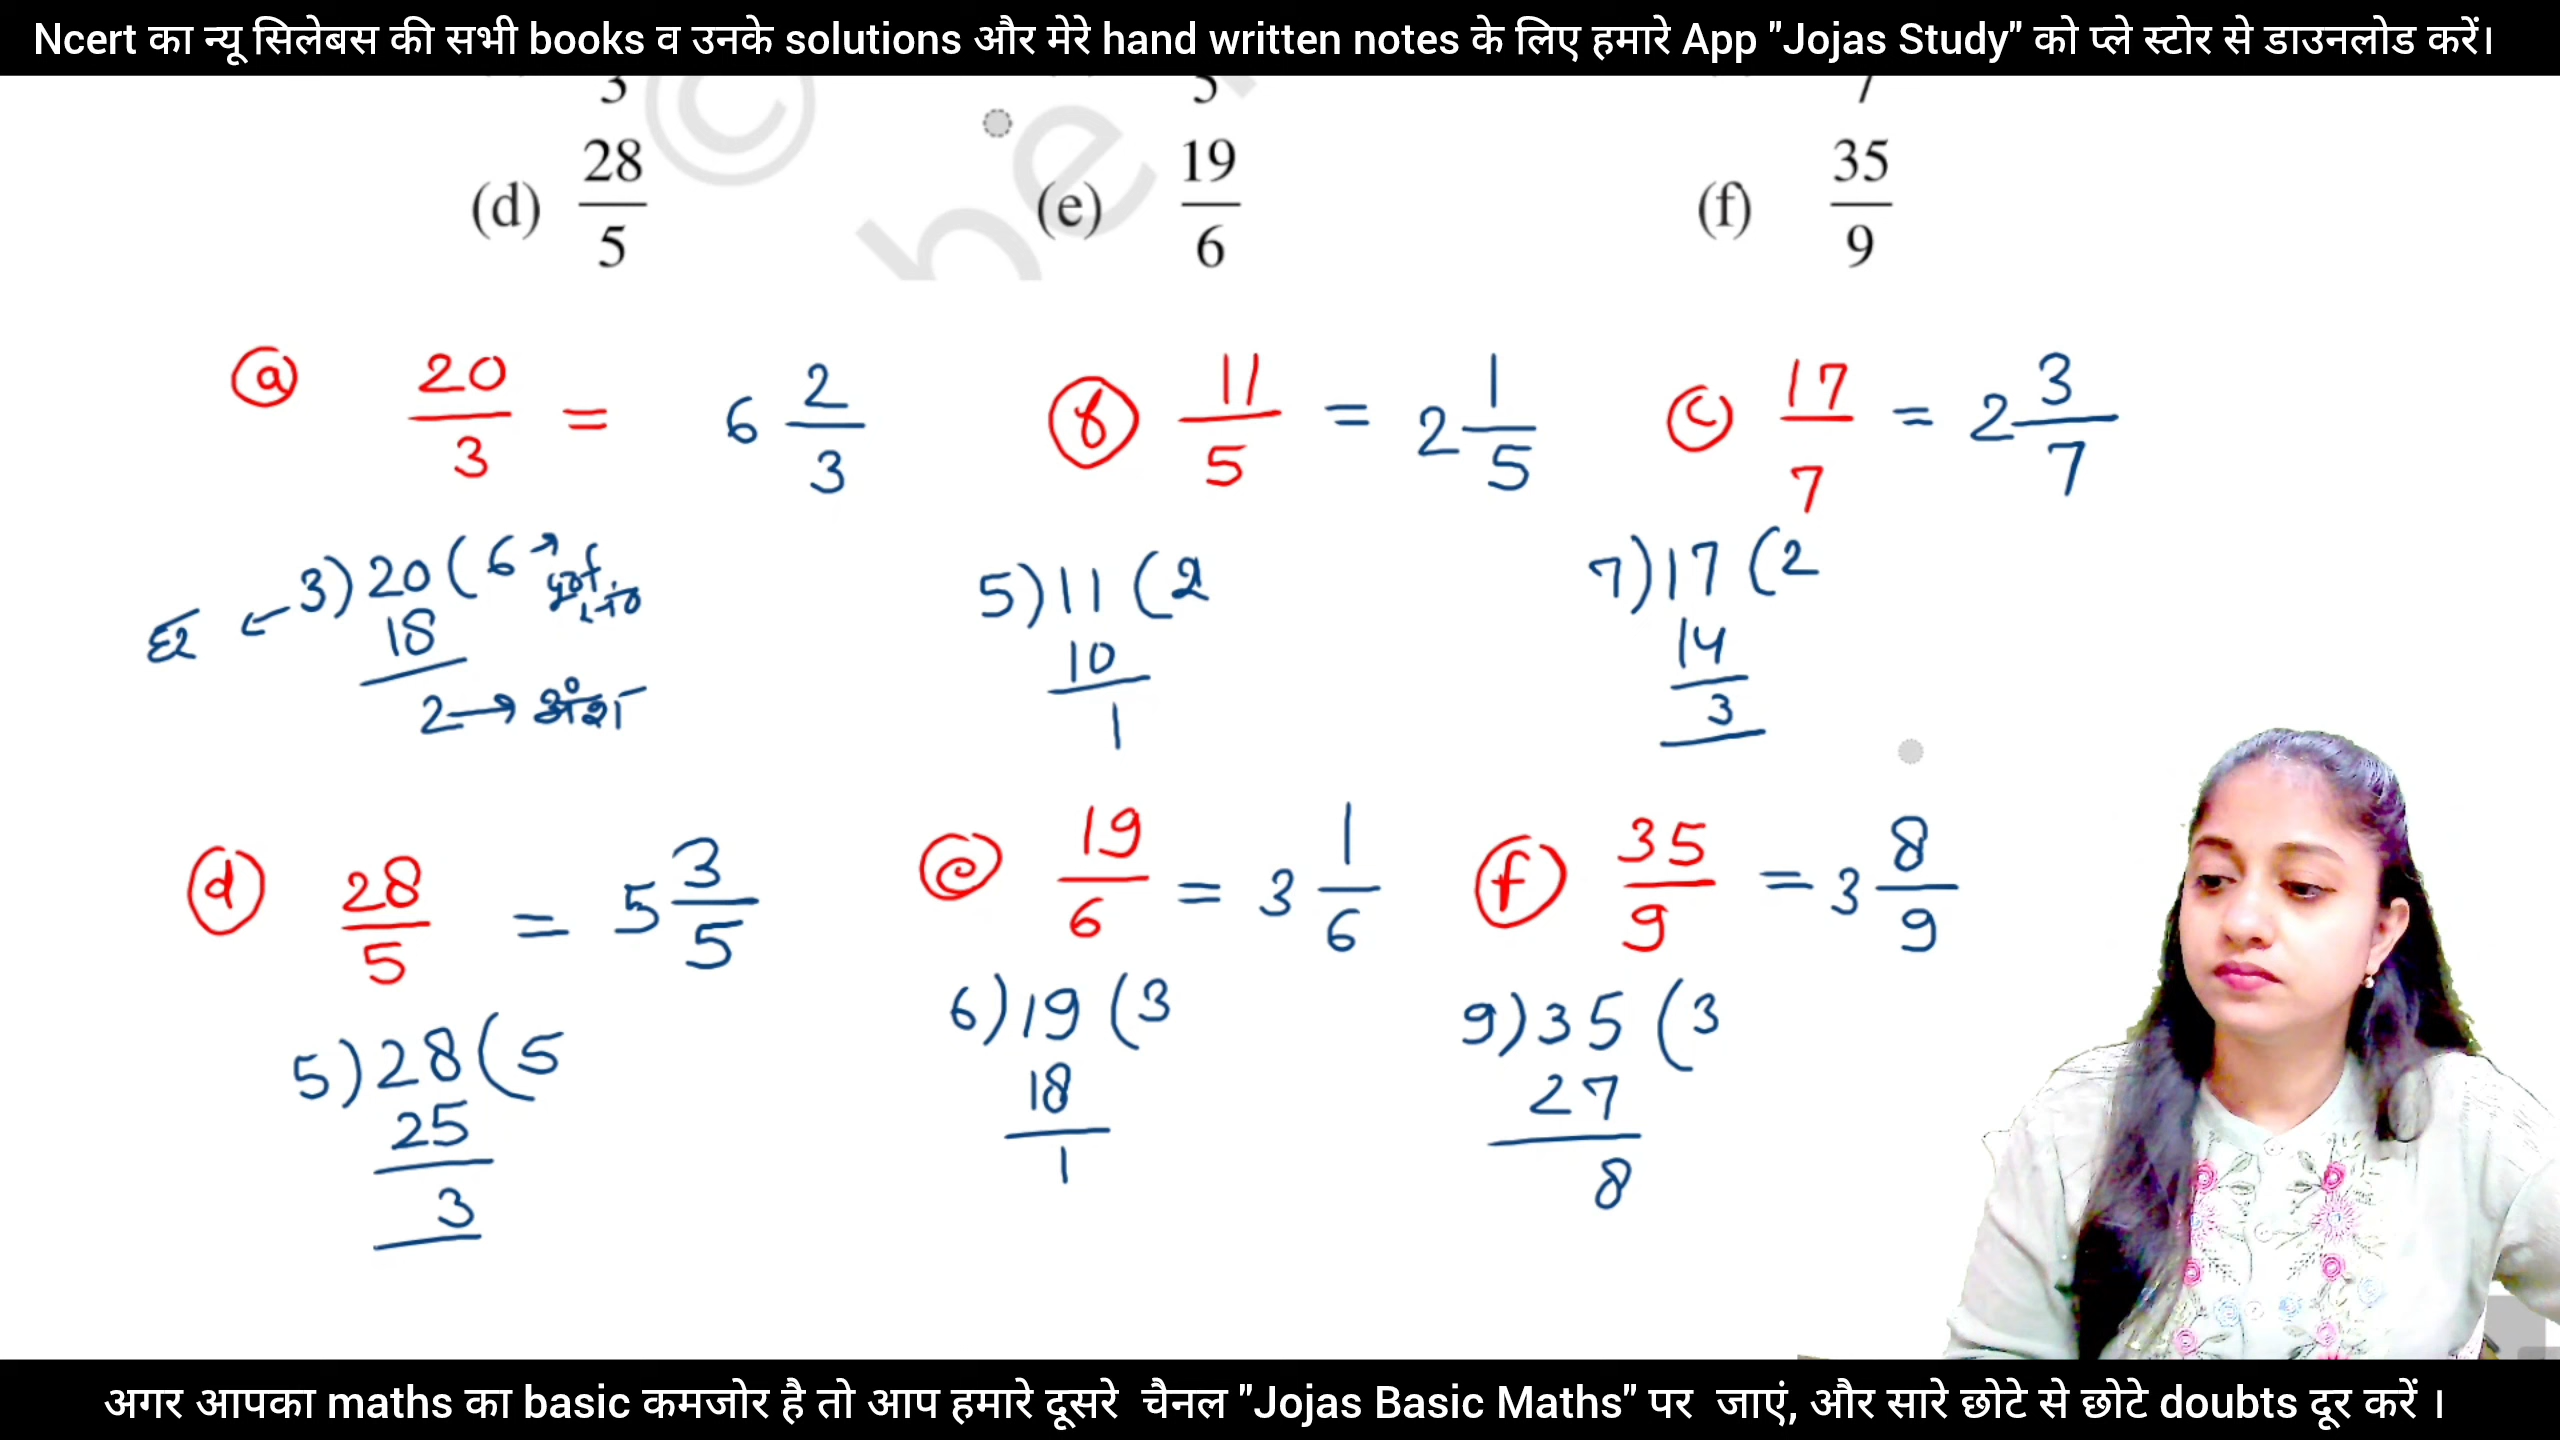 Ncert का न्यू सिलेबस की सभी books व उनके solutions और मेरे hand written notes के लिए हमारे App "Jojas Study" को प्ले स्टोर से डाउनलोड करें।
(d) 28/5 (e) 19/6 (f) 35/9
ⓐ 20/3 = 6 2/3
3)20(6 → पूर्ण
दर ← 18
2 → अंश
ⓑ 11/5 = 2 1/5
5)11(2
10
1
ⓒ 17/7 = 2 3/7
7)17(2
14
3
ⓓ 28/5 = 5 3/5
5)28(5
25
3
ⓔ 19/6 = 3 1/6
6)19(3
18
1
ⓕ 35/9 = 3 8/9
9)35(3
27
8
अगर आपका maths का basic कमजोर है तो आप हमारे दूसरे चैनल "Jojas Basic Maths" पर जाएं, और सारे छोटे से छोटे doubts दूर करें ।